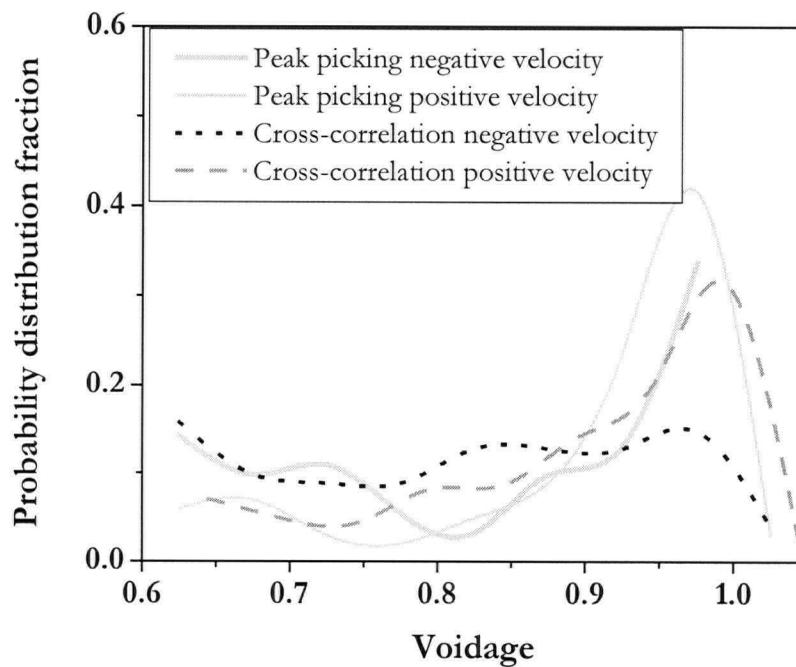 0.6
Peak picking negative velocity
Peak picking positive velocity
Cross-correlation negative velocity
Cross-correlation positive velocity
0.4
0.2
0.0
Probability distribution fraction
0.6 0.7 0.8 0.9 1.0
Voidage